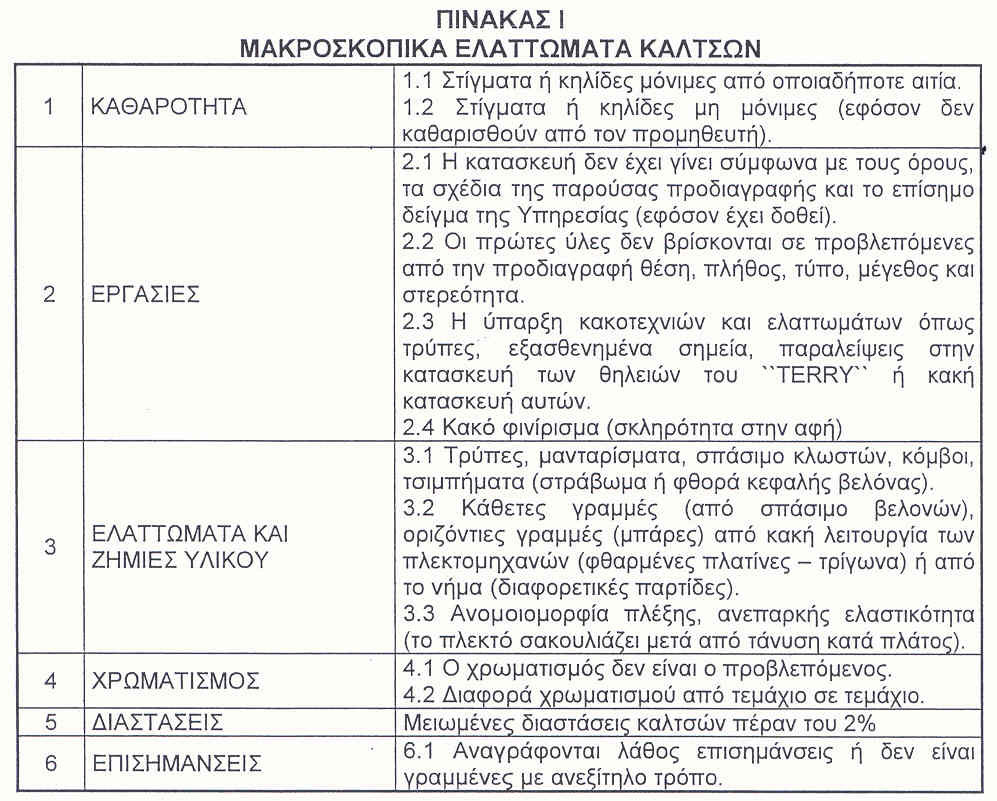 ΠΙΝΑΚΑΣ Ι
ΜΑΚΡΟΣΚΟΠΙΚΑ ΕΛΑΤΤΩΜΑΤΑ ΚΑΛΤΣΩΝ
1 ΚΑΘΑΡΟΤΗΤΑ
1.1 Στίγματα ή κηλίδες μόνιμες από οποιαδήποτε αιτία.
1.2 Στίγματα ή κηλίδες μη μόνιμες (εφόσον δεν
καθαρισθούν από τον προμηθευτή).
2 ΕΡΓΑΣΙΕΣ
2.1 Η κατασκευή δεν έχει γίνει σύμφωνα με τους όρους,
τα σχέδια της παρούσας προδιαγραφής και το επίσημο
δείγμα της Υπηρεσίας (εφόσον έχει δοθεί).
2.2 Οι πρώτες ύλες δεν βρίσκονται σε προβλεπόμενες
από την προδιαγραφή θέση, πλήθος, τύπο, μέγεθος και
στερεότητα.
2.3 Η ύπαρξη κακοτεχνιών και ελαττωμάτων όπως
τρύπες, εξασθενημένα σημεία, παραλείψεις στην
κατασκευή των θηλειών του ``TERRY`` ή κακή
κατασκευή αυτών.
2.4 Κακό φινίρισμα (σκληρότητα στην αφή)
3 ΕΛΑΤΤΩΜΑΤΑ ΚΑΙ
ΖΗΜΙΕΣ ΥΛΙΚΟΥ
3.1 Τρύπες, μανταρίσματα, σπάσιμο κλωστών, κόμβοι,
τσιμπήματα (στράβωμα ή φθορά κεφαλής βελόνας).
3.2 Κάθετες γραμμές (από σπάσιμο βελονών),
οριζόντιες γραμμές (μπάρες) από κακή λειτουργία των
πλεκτομηχανών (φθαρμένες πλατίνες – τρίγωνα) ή από
το νήμα (διαφορετικές παρτίδες).
3.3 Ανομοιομορφία πλέξης, ανεπαρκής ελαστικότητα
(το πλεκτό σακουλιάζει μετά από τάνυση κατά πλάτος).
4 ΧΡΩΜΑΤΙΣΜΟΣ
4.1 Ο χρωματισμός δεν είναι ο προβλεπόμενος.
4.2 Διαφορά χρωματισμού από τεμάχιο σε τεμάχιο.
5 ΔΙΑΣΤΑΣΕΙΣ
Μειωμένες διαστάσεις καλτσών πέραν του 2%
6 ΕΠΙΣΗΜΑΝΣΕΙΣ
6.1 Αναγράφονται λάθος επισημάνσεις ή δεν είναι
γραμμένες με ανεξίτηλο τρόπο.